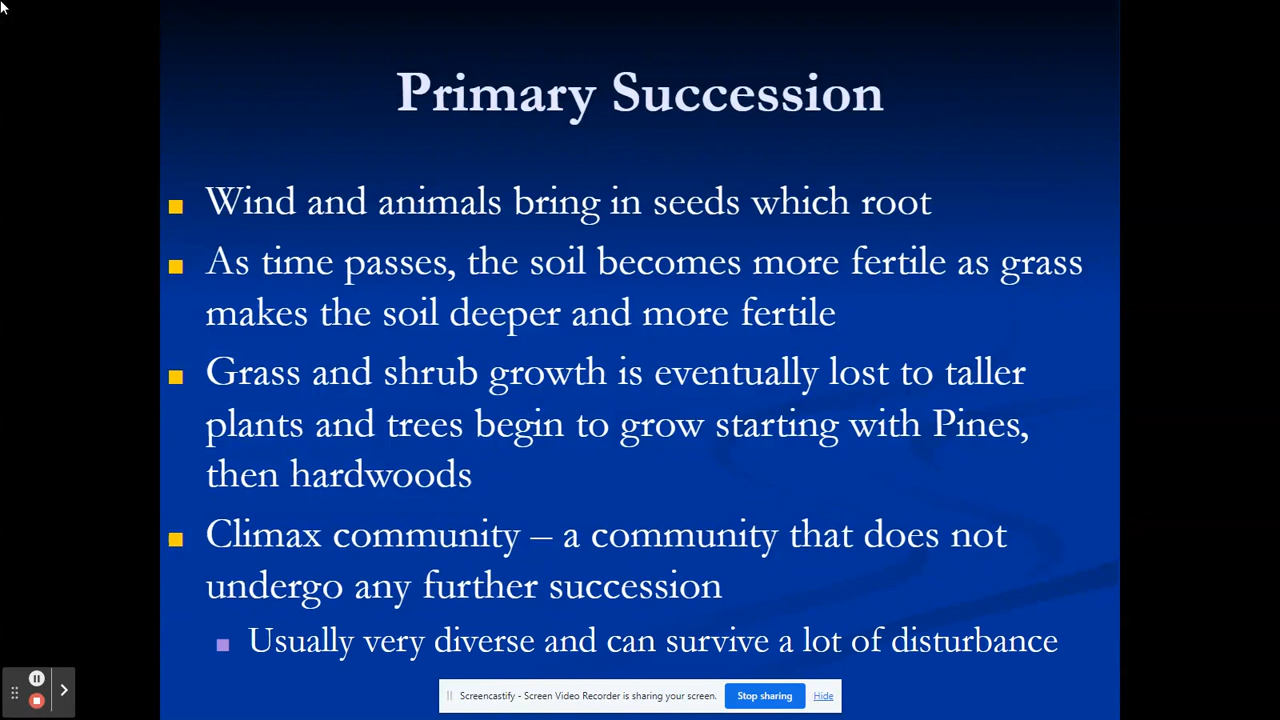 Primary Succession
Wind and animals bring in seeds which root
As time passes, the soil becomes more fertile as grass
makes the soil deeper and more fertile
Grass and shrub growth is eventually lost to taller
plants and trees begin to grow starting with Pines,
then hardwoods
Climax community – a community that does not
undergo any further succession
Usually very diverse and can survive a lot of disturbance
Screencastify - Screen Video Recorder is sharing your screen. Stop sharing Hide